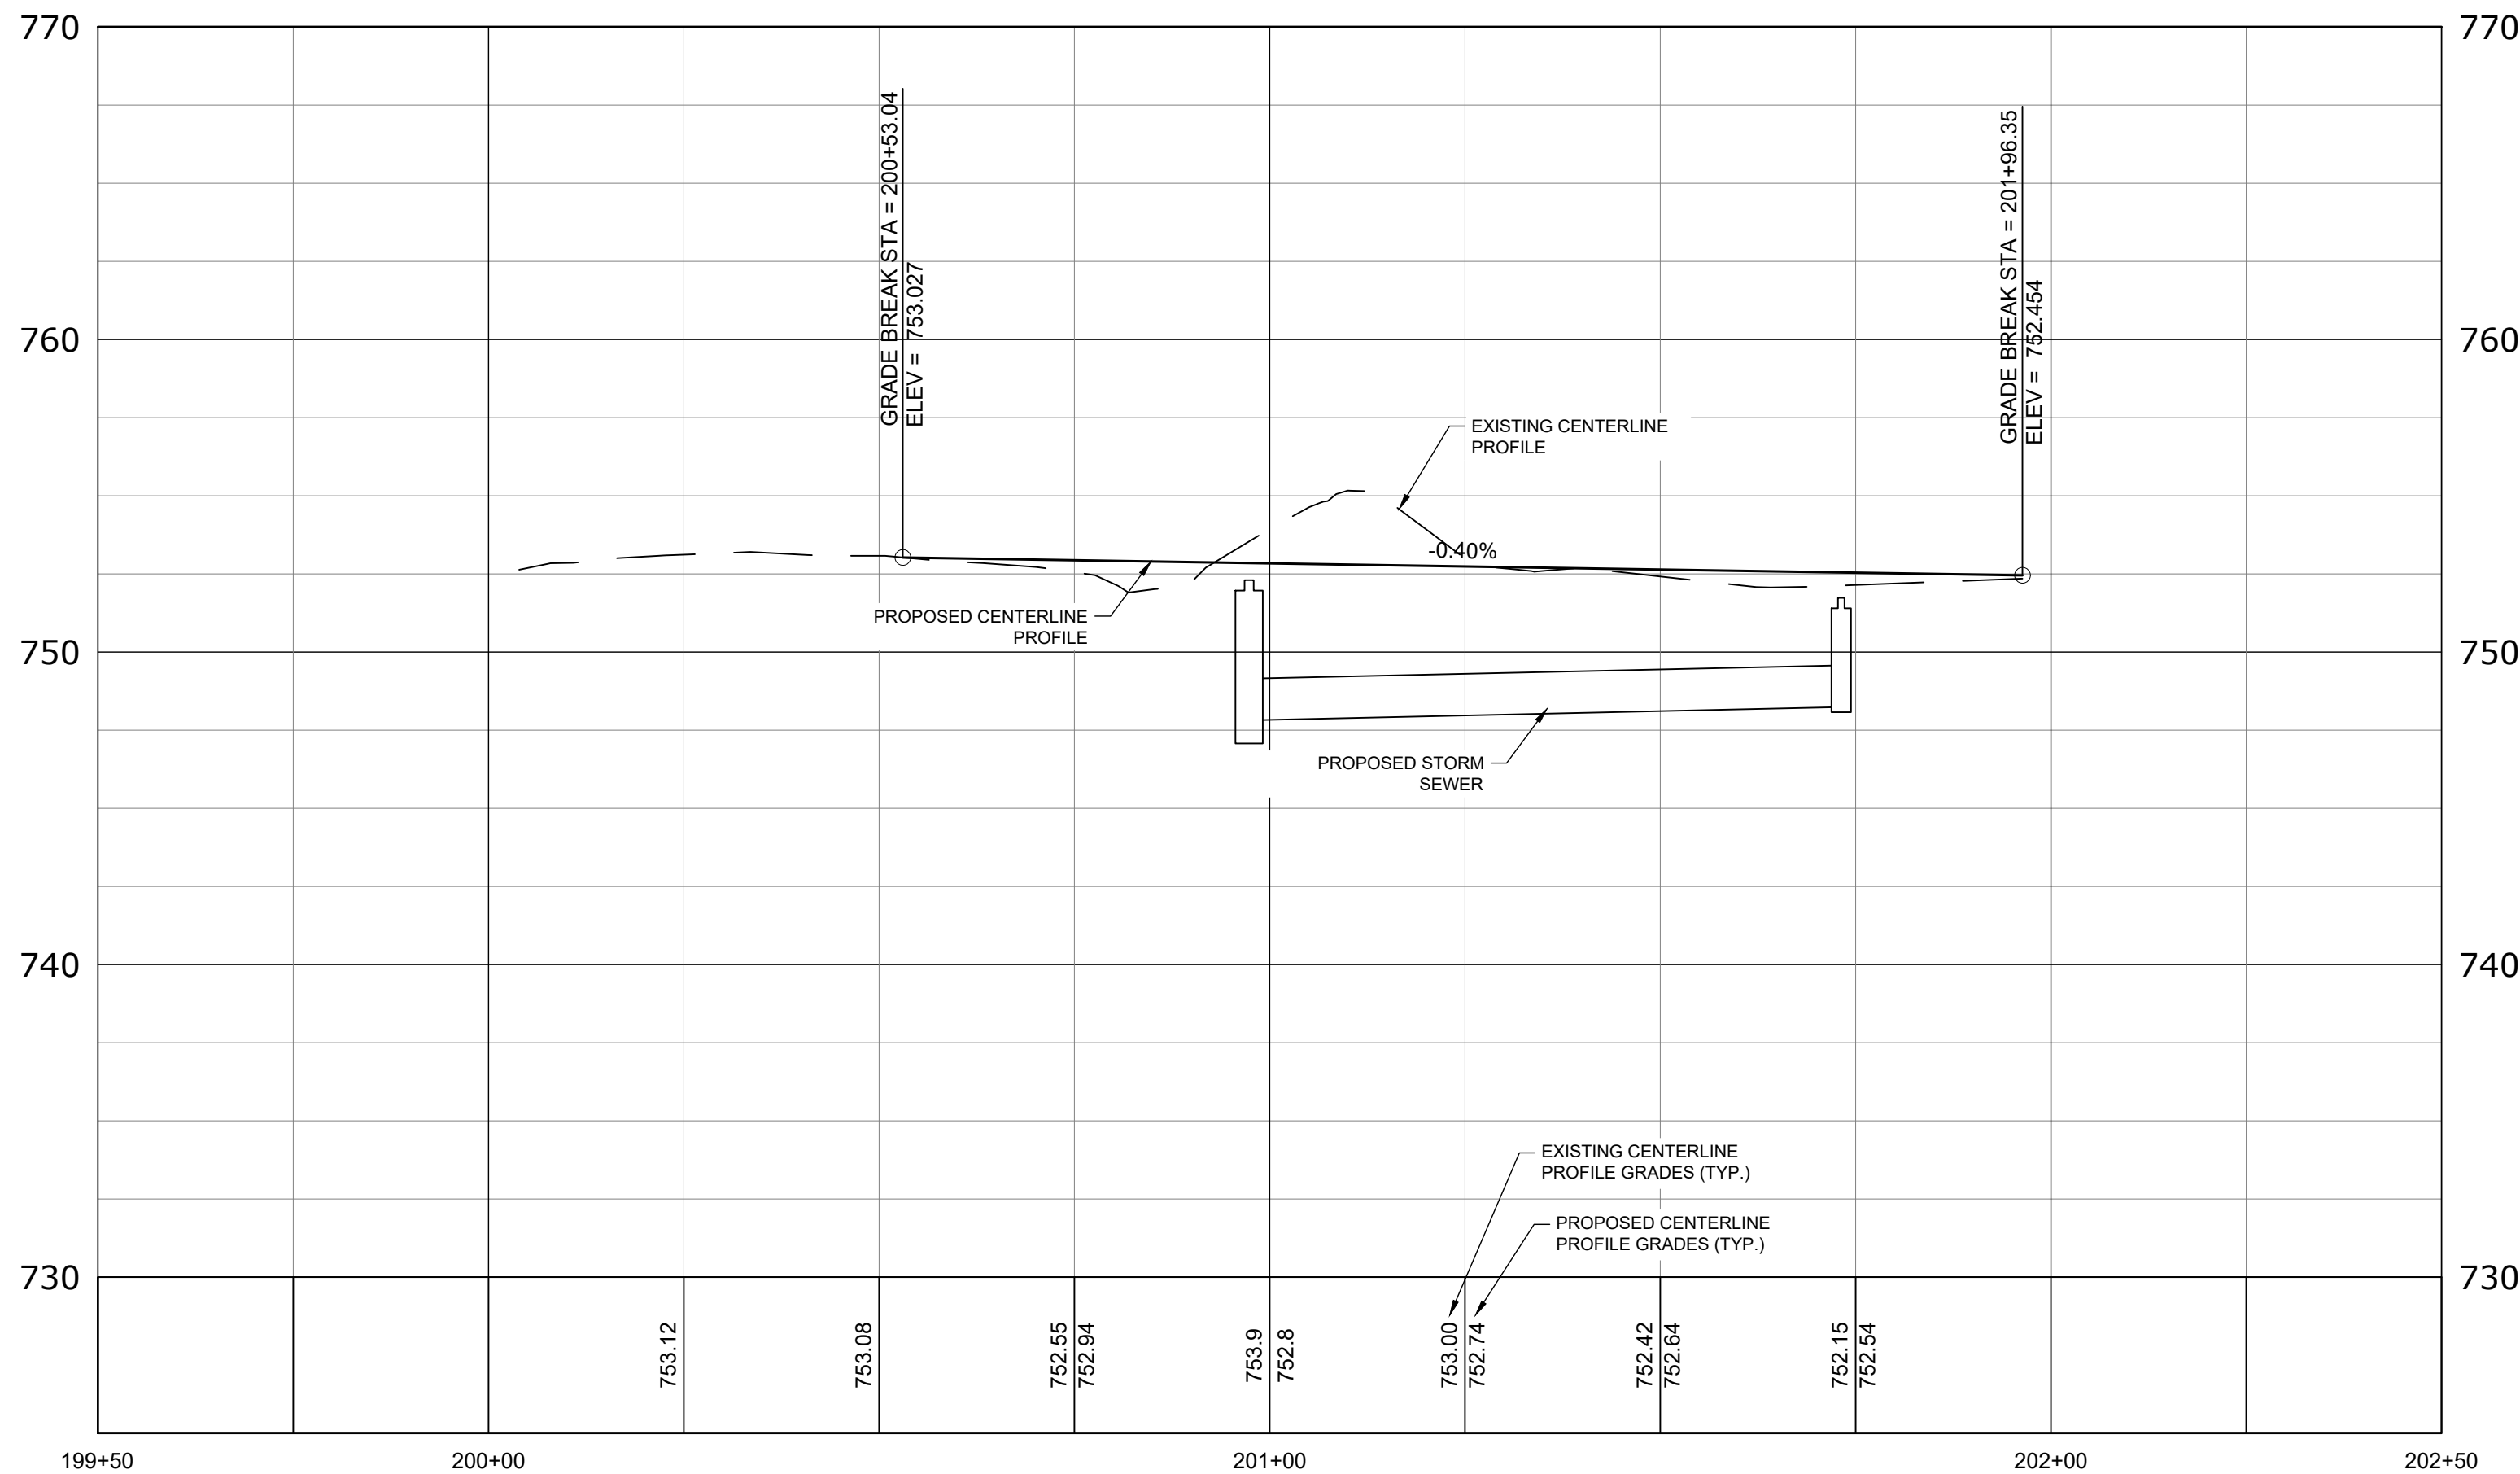 770
770
GRADE BREAK STA = 200+53.04
ELEV = 753.027
GRADE BREAK STA = 201+96.35
ELEV = 752.454
760
760
EXISTING CENTERLINE
PROFILE
-0.40%
PROPOSED CENTERLINE
PROFILE
750
750
PROPOSED STORM
SEWER
740
740
EXISTING CENTERLINE
PROFILE GRADES (TYP.)
PROPOSED CENTERLINE
PROFILE GRADES (TYP.)
730
730
753.12
753.08
752.55
752.94
753.9
752.8
753.00
752.74
752.42
752.64
752.15
752.54
199+50
200+00
201+00
202+00
202+50